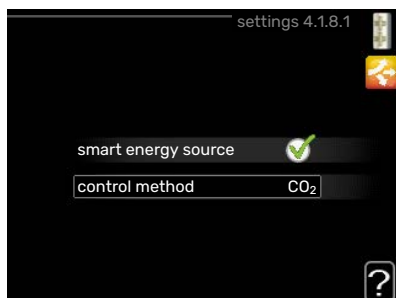 settings 4.1.8.1
smart energy source
control method CO₂
?